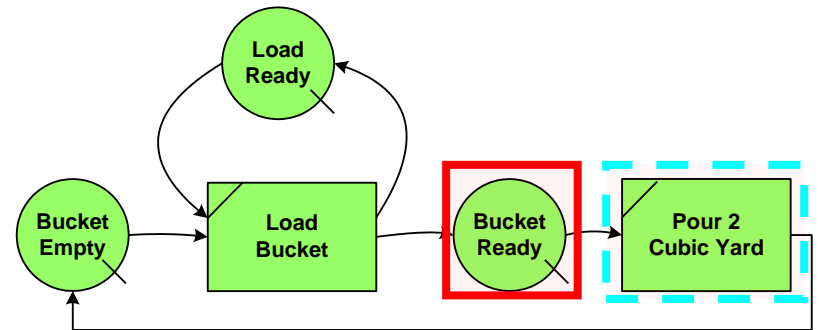 Load
Ready
Bucket
Empty
Load
Bucket
Bucket
Ready
Pour 2
Cubic Yard